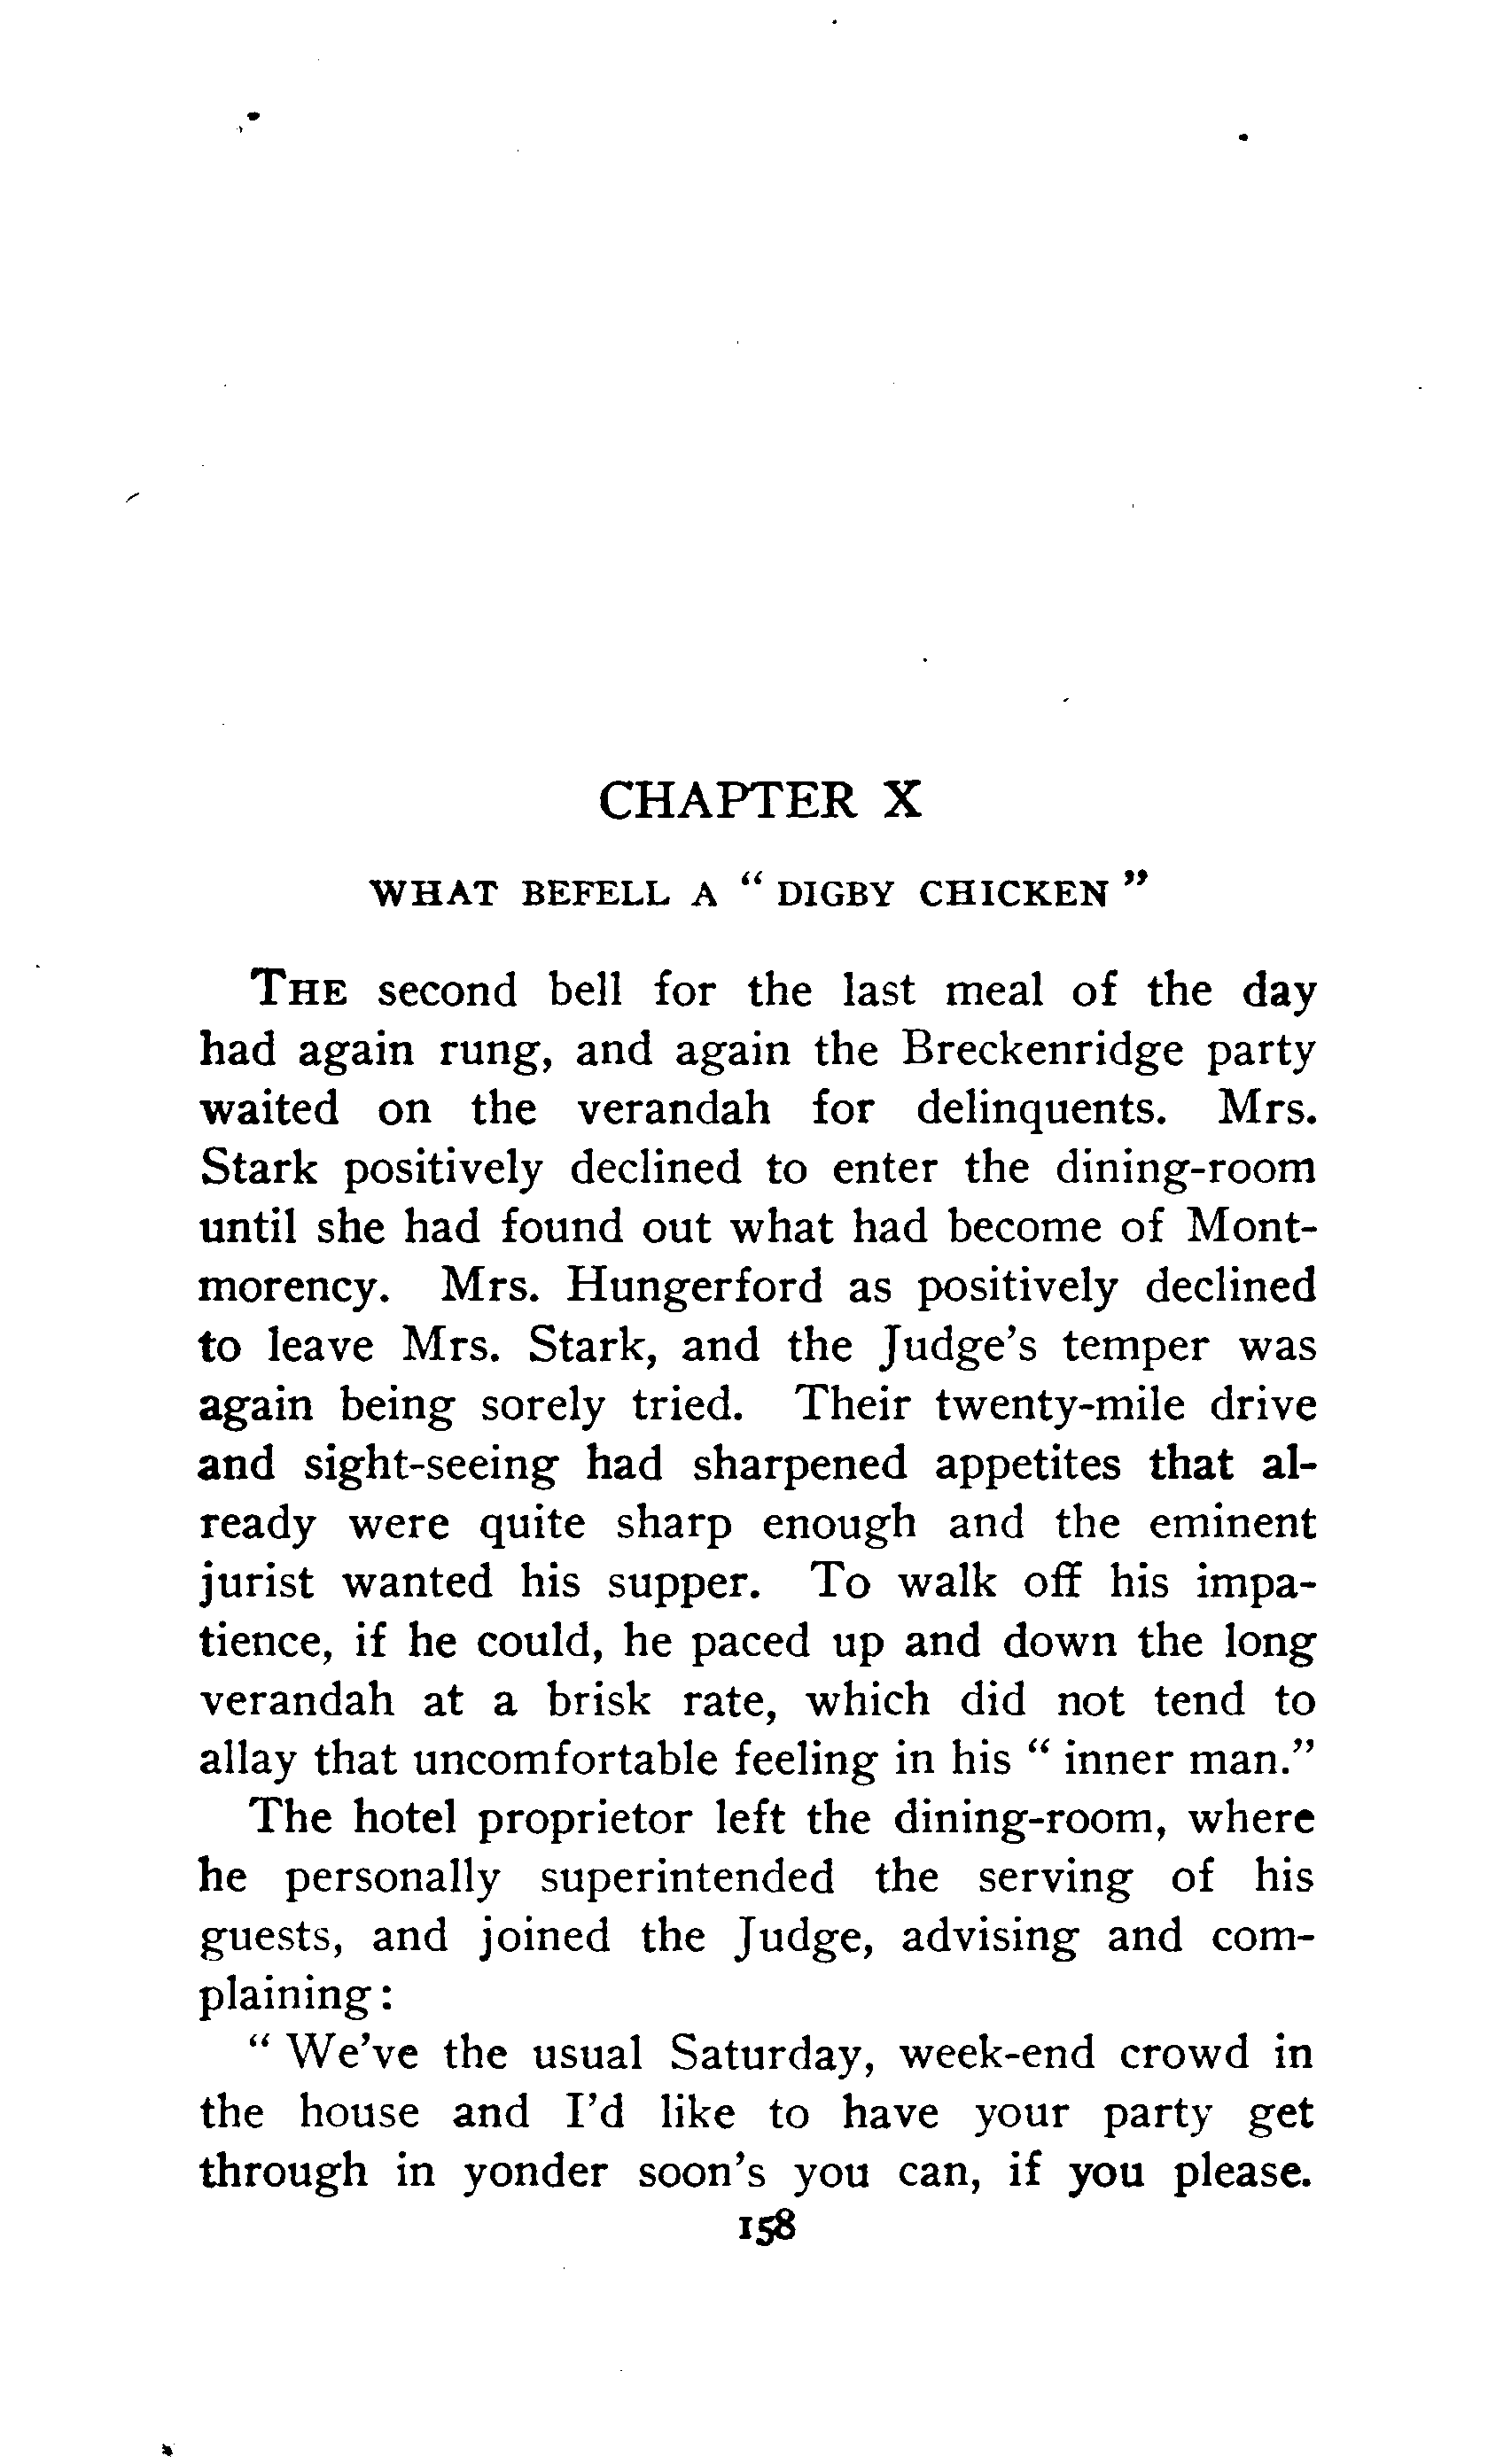 CHAPTER X
WHAT BEFELL A “ DIGBY CHICKEN ”
THE second bell for the last meal of the day
had again rung, and again the Breckenridge party
waited on the verandah for delinquents. Mrs.
Stark positively declined to enter the dining-room
until she had found out what had become of Mont-
morency. Mrs. Hungerford as positively declined
to leave Mrs. Stark, and the Judge’s temper was
again being sorely tried. Their twenty-mile drive
and sight-seeing had sharpened appetites that al-
ready were quite sharp enough and the eminent
jurist wanted his supper. To walk off his impa-
tience, if he could, he paced up and down the long
verandah at a brisk rate, which did not tend to
allay that uncomfortable feeling in his “ inner man.”
The hotel proprietor left the dining-room, where
he personally superintended the serving of his
guests, and joined the Judge, advising and com-
plaining:
“ We’ve the usual Saturday, week-end crowd in
the house and I’d like to have your party get
through in yonder soon’s you can, if you please.
158